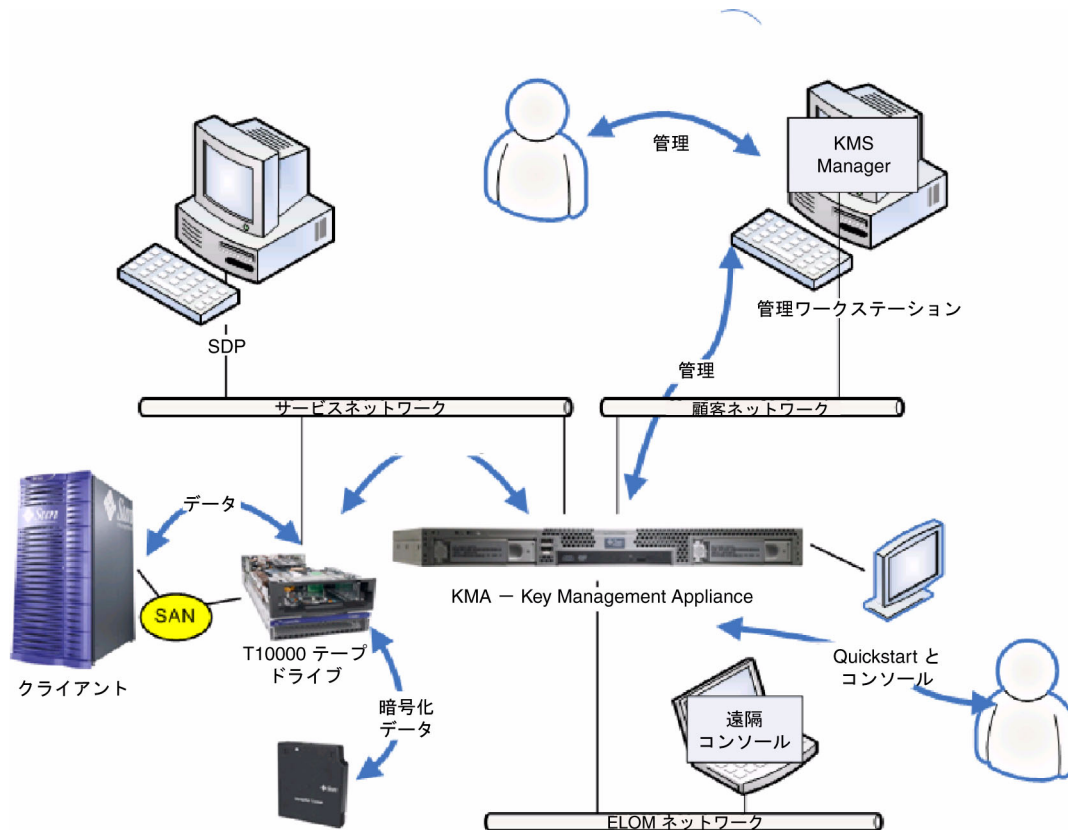 管理
KMS
Manager
管理ワークステーション
SDP
管理
サービスネットワーク
顧客ネットワーク
データ
Sun
SAN
KMA － Key Management Appliance
T10000 テープ
ドライブ
クライアント
Quickstart と
コンソール
暗号化
データ
遠隔
コンソール
Sun
ELOM ネットワーク